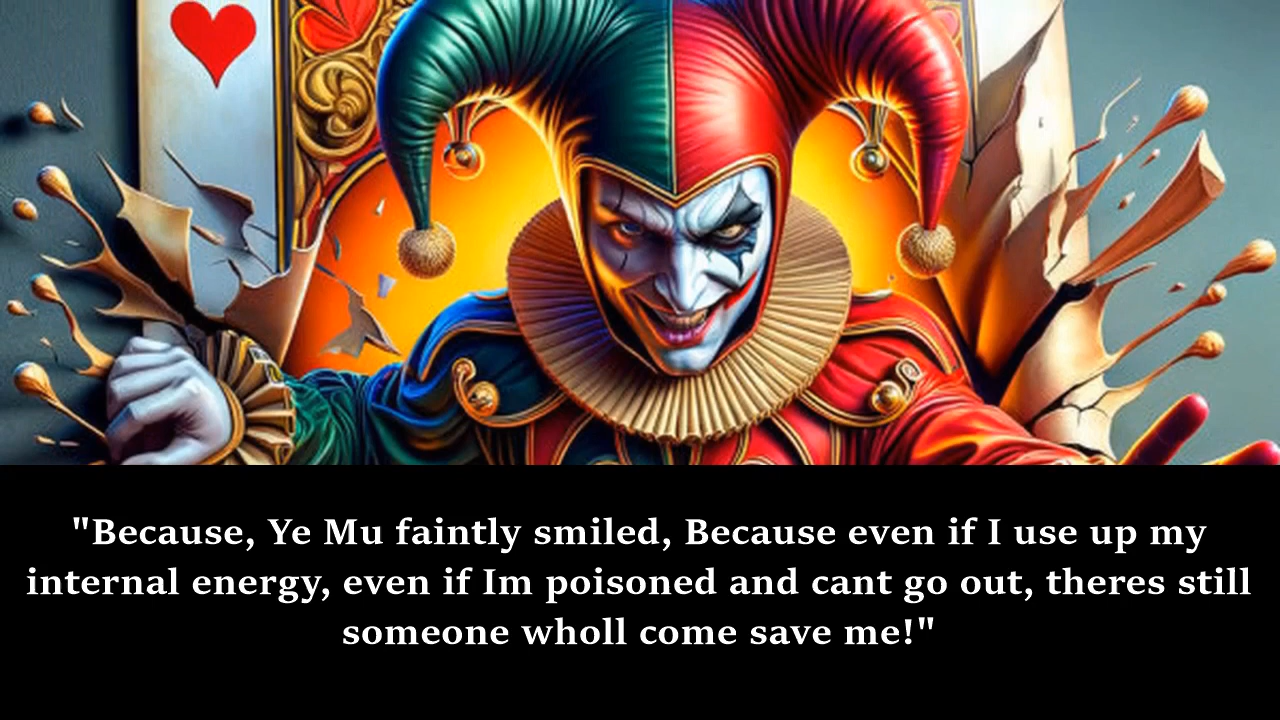 "Because, Ye Mu faintly smiled, Because even if I use up my
internal energy, even if Im poisoned and cant go out, theres still
someone wholl come save me!"